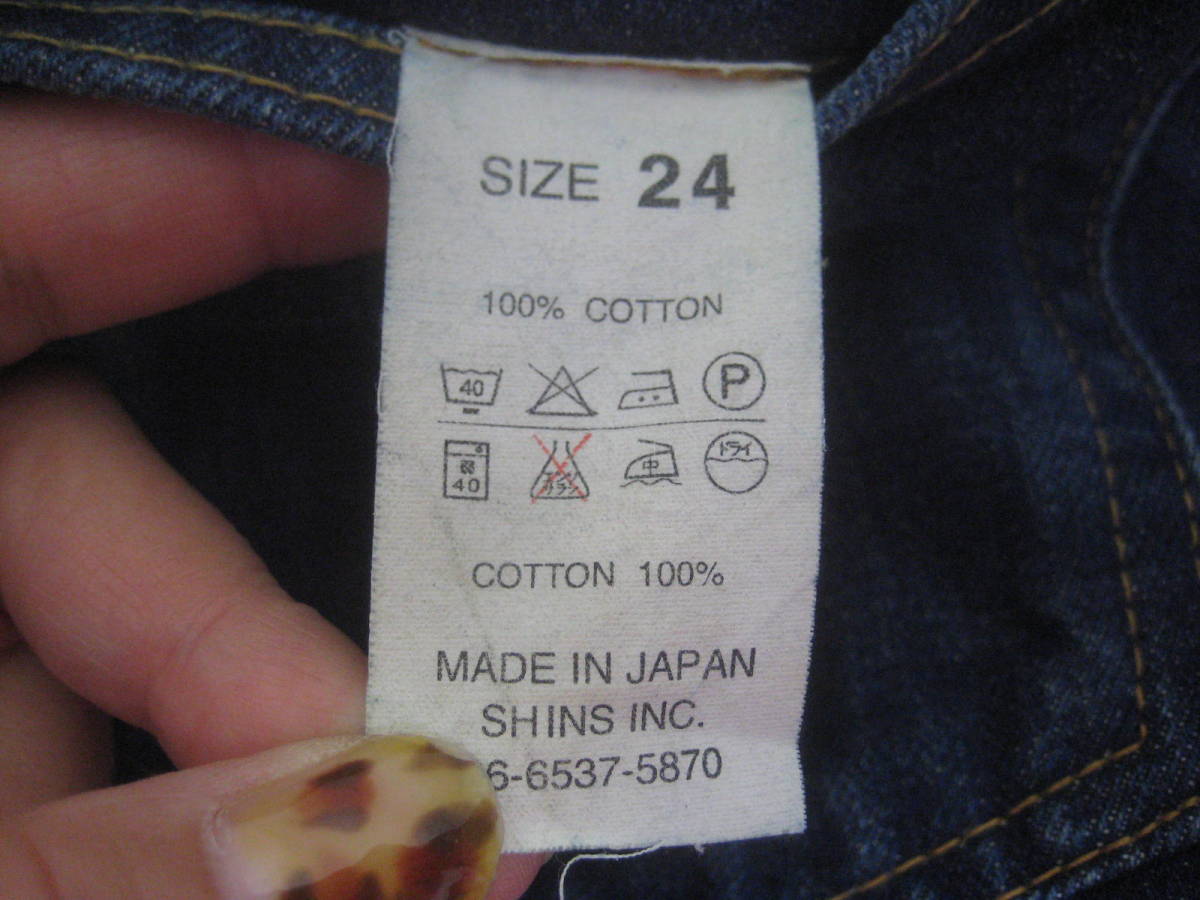 SIZE 24
100% COTTON
40 P
40 中 ドライ
COTTON 100%
MADE IN JAPAN
SHINS INC.
6-6537-5870